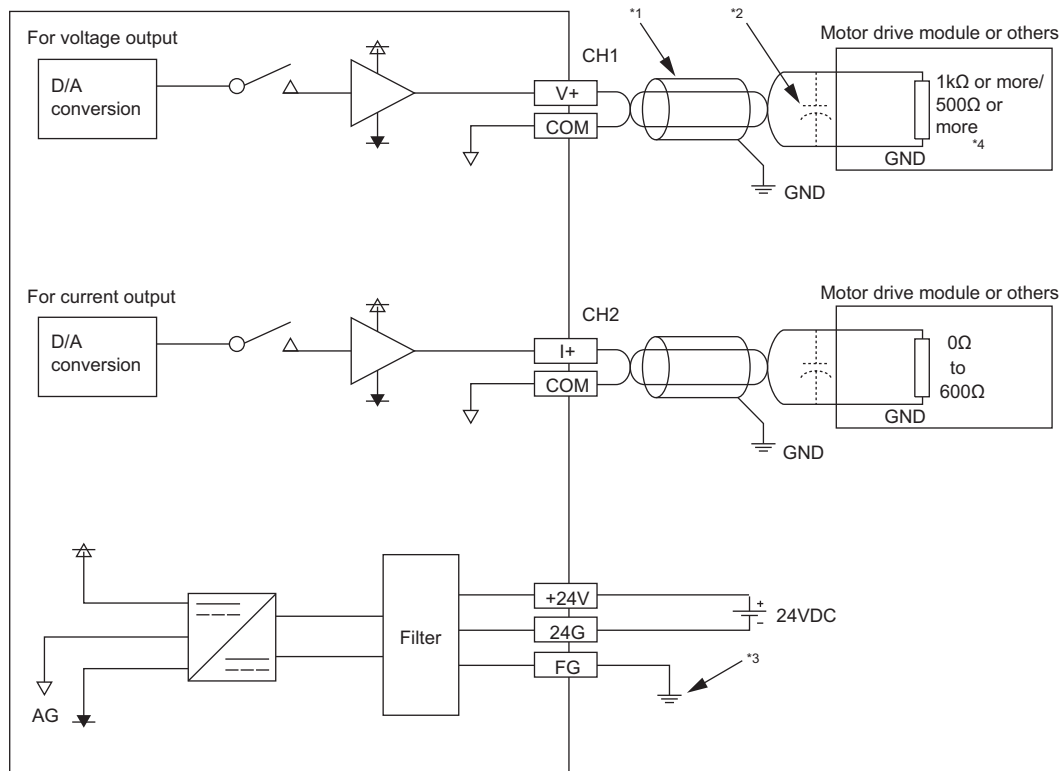 For voltage output
D/A
conversion
CH1
V+
COM
*1
*2
GND
Motor drive module or others
1kΩ or more/
500Ω or
more
*4
GND
For current output
D/A
conversion
CH2
I+
COM
GND
Motor drive module or others
0Ω
to
600Ω
GND
AG
Filter
+24V
24G
FG
+
−
24VDC
*3